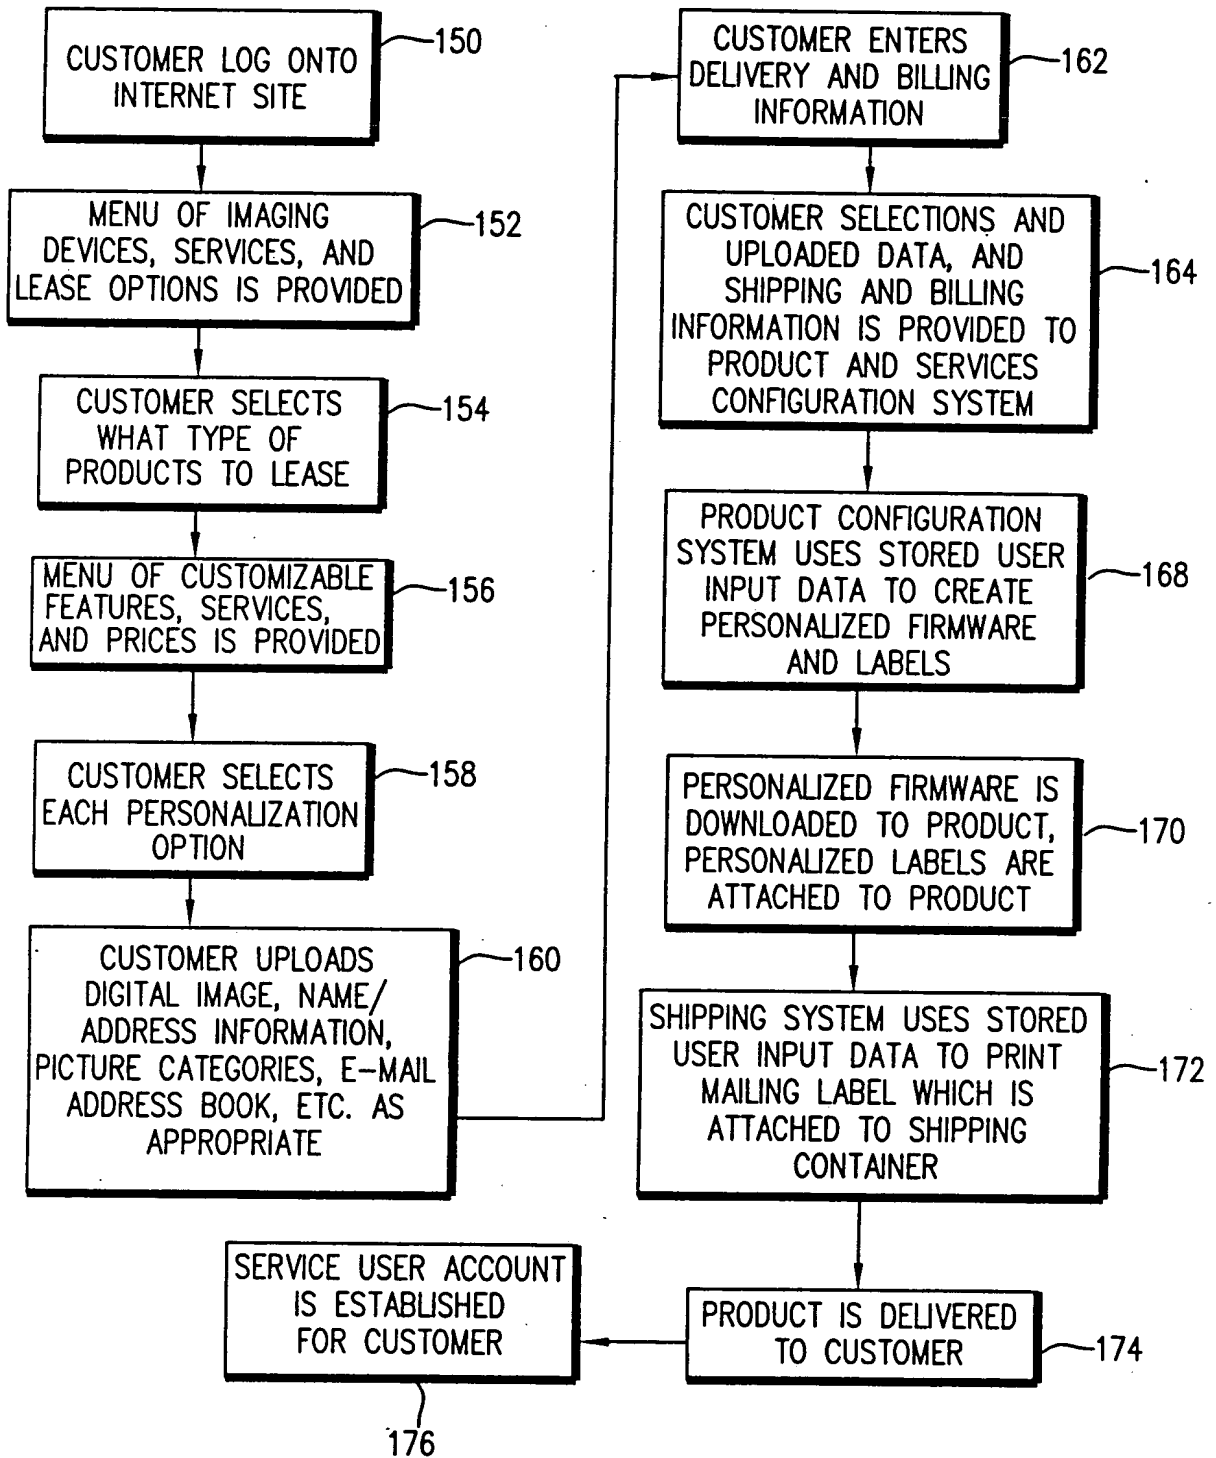 CUSTOMER LOG ONTO
INTERNET SITE
150
MENU OF IMAGING
DEVICES, SERVICES, AND
LEASE OPTIONS IS PROVIDED
152
CUSTOMER SELECTS
WHAT TYPE OF
PRODUCTS TO LEASE
154
MENU OF CUSTOMIZABLE
FEATURES, SERVICES,
AND PRICES IS PROVIDED
156
CUSTOMER SELECTS
EACH PERSONALIZATION
OPTION
158
CUSTOMER UPLOADS
DIGITAL IMAGE, NAME/
ADDRESS INFORMATION,
PICTURE CATEGORIES, E-MAIL
ADDRESS BOOK, ETC. AS
APPROPRIATE
160
CUSTOMER ENTERS
DELIVERY AND BILLING
INFORMATION
162
CUSTOMER SELECTIONS AND
UPLOADED DATA, AND
SHIPPING AND BILLING
INFORMATION IS PROVIDED TO
PRODUCT AND SERVICES
CONFIGURATION SYSTEM
164
PRODUCT CONFIGURATION
SYSTEM USES STORED USER
INPUT DATA TO CREATE
PERSONALIZED FIRMWARE
AND LABELS
168
PERSONALIZED FIRMWARE IS
DOWNLOADED TO PRODUCT,
PERSONALIZED LABELS ARE
ATTACHED TO PRODUCT
170
SHIPPING SYSTEM USES STORED
USER INPUT DATA TO PRINT
MAILING LABEL WHICH IS
ATTACHED TO SHIPPING
CONTAINER
172
PRODUCT IS DELIVERED
TO CUSTOMER
174
SERVICE USER ACCOUNT
IS ESTABLISHED
FOR CUSTOMER
176